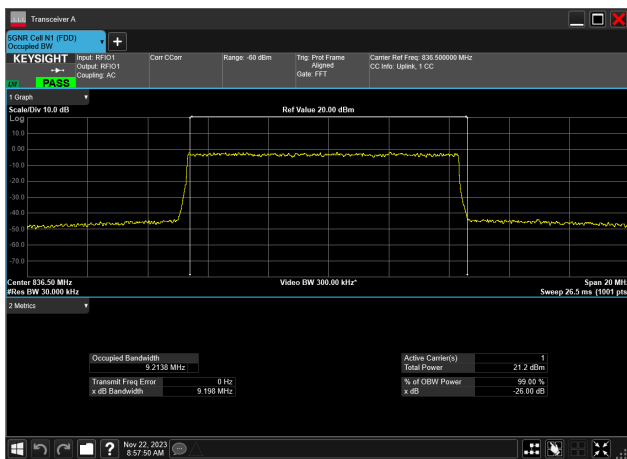 Transceiver A
5GNR Cell N1 (FDD)
Occupied BW
KEYSIGHT
LXI
PASS
Input: RFIO1
Output: RFIO1
Coupling: AC
Corr CCorr
Range: -60 dBm
Trig: Prot Frame
Aligned
Gate: FFT
Carrier Ref Freq: 836.500000 MHz
CC Info: Uplink, 1 CC
1 Graph
Scale/Div 10.0 dB
Ref Value 20.00 dBm
Log
10.0
0.00
-10.0
-20.0
-30.0
-40.0
-50.0
-60.0
-70.0
Center 836.50 MHz
Video BW 300.00 kHz*
Span 20 MHz
#Res BW 30.000 kHz
Sweep 26.5 ms (1001 pts
2 Metrics
Occupied Bandwidth
9.2138 MHz
Transmit Freq Error 0 Hz
x dB Bandwidth 9.198 MHz
Active Carrier(s) 1
Total Power 21.2 dBm
% of OBW Power 99.00 %
x dB -26.00 dB
Nov 22, 2023
8:57:50 AM